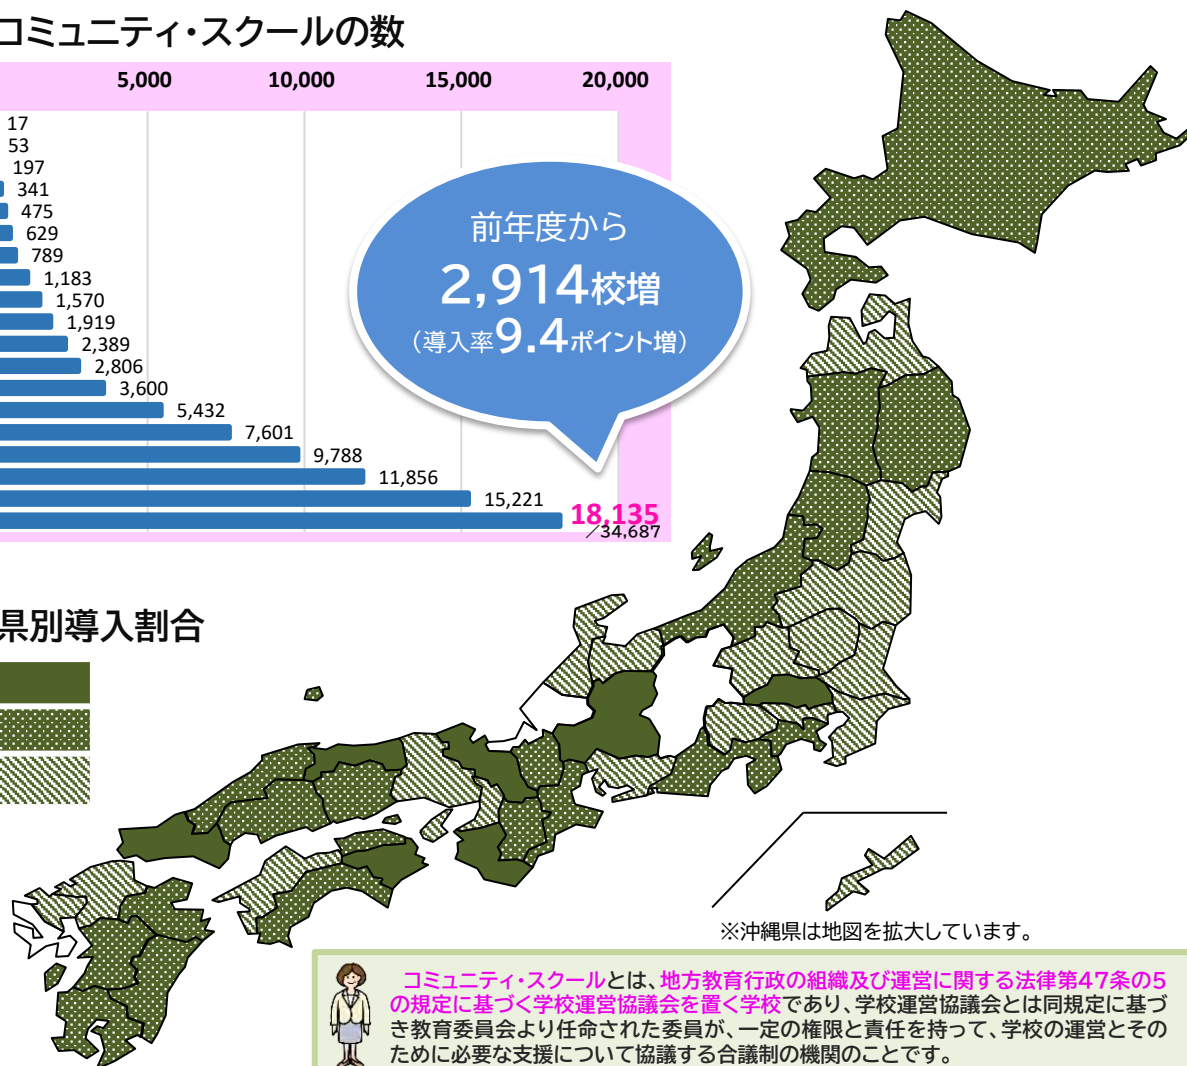 コミュニティ・スクールの数
5,000 10,000 15,000 20,000
17
53
197
341
475
629
789
1,183
1,570
1,919
2,389
2,806
3,600
5,432
7,601
9,788
11,856
15,221
18,135
／34,687
前年度から
2,914校増
（導入率9.4ポイント増）
県別導入割合
※沖縄県は地図を拡大しています。
コミュニティ・スクールとは、地方教育行政の組織及び運営に関する法律第47条の5
の規定に基づく学校運営協議会を置く学校であり、学校運営協議会とは同規定に基づ
き教育委員会より任命された委員が、一定の権限と責任を持って、学校の運営とその
ために必要な支援について協議する合議制の機関のことです。